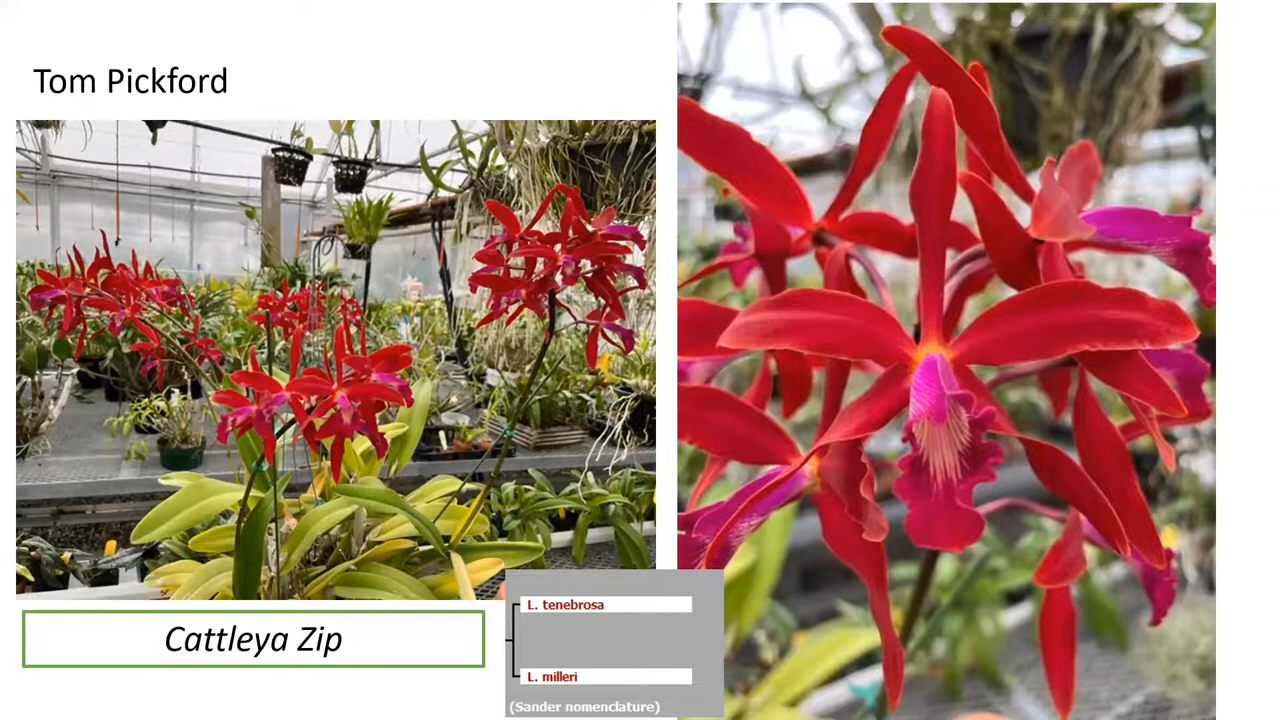 Tom Pickford
Cattleya Zip
L. tenebrosa
L. milleri
(Sander nomenclature)